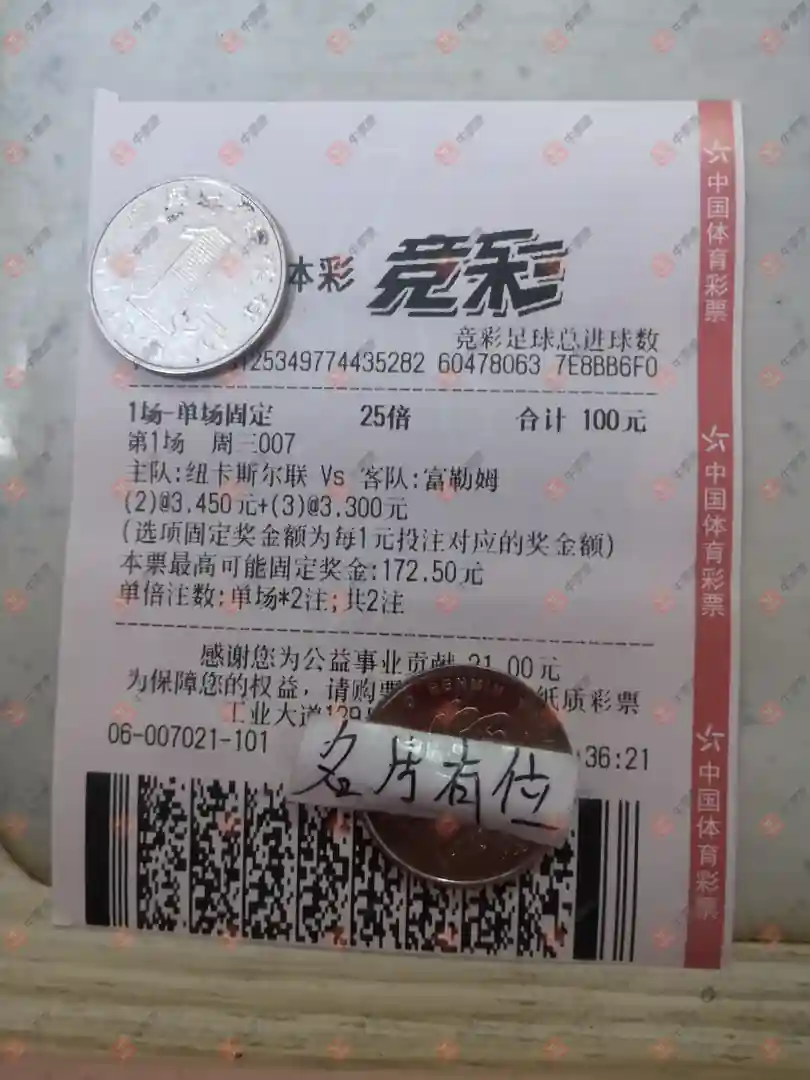 本彩 竞彩
竞彩足球总进球数
125349774435282 60478063 7E8BB6F0
1场-单场固定 25倍 合计 100元
第1场 周三007
主队:纽卡斯尔联 Vs 客队:富勒姆
(2)@3.450元+(3)@3.300元
(选项固定奖金额为每1元投注对应的奖金额)
本票最高可能固定奖金:172.50元
单倍注数:单场*2注;共2注
感谢您为公益事业贡献 21.00元
为保障您的权益，请购票 纸质彩票
工业大道129
06-007021-101 :36:21
名片有位
中国体育彩票
中国体育彩票
中国体育彩票